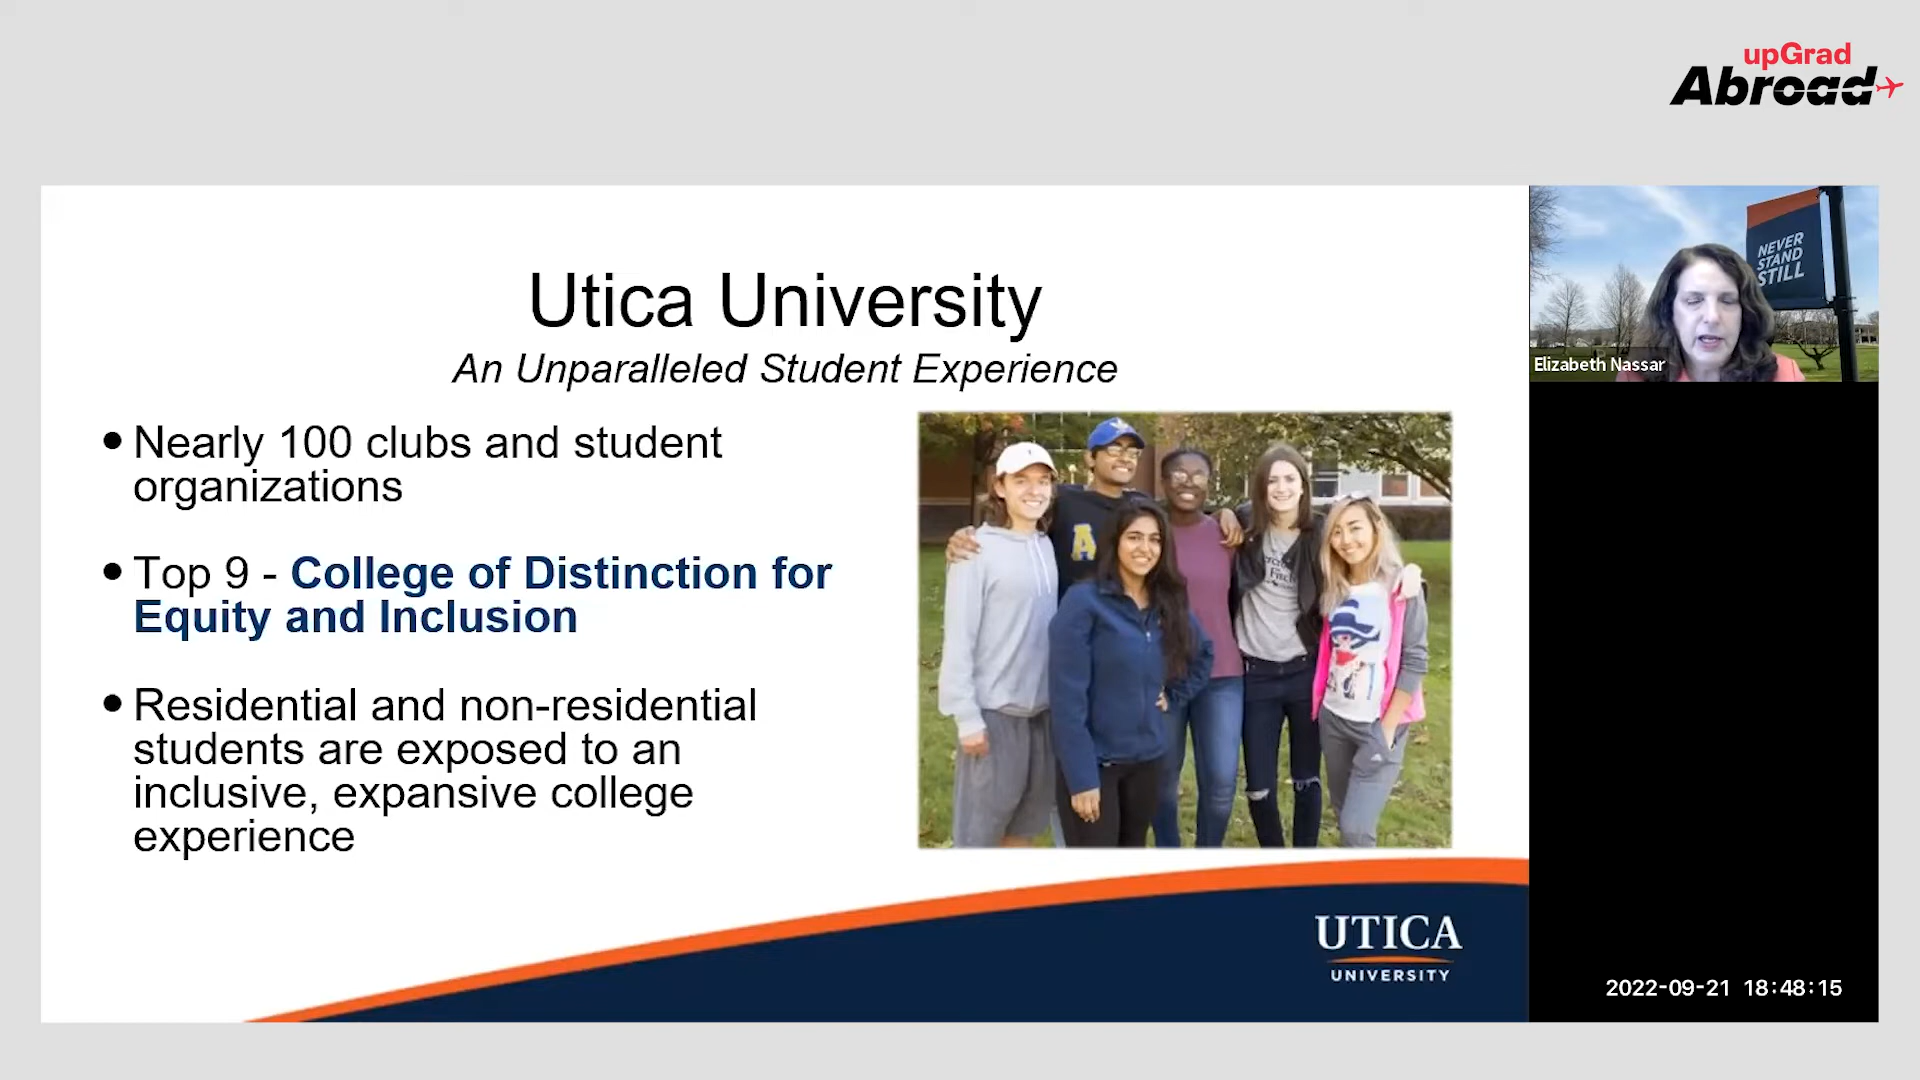 upGrad
Abroad
Utica University
An Unparalleled Student Experience
• Nearly 100 clubs and student
organizations
• Top 9 - College of Distinction for
Equity and Inclusion
• Residential and non-residential
students are exposed to an
inclusive, expansive college
experience
A
Fitch
UTICA
UNIVERSITY
NEVER
STAND
STILL
Elizabeth Nassar
2022-09-21 18:48:15